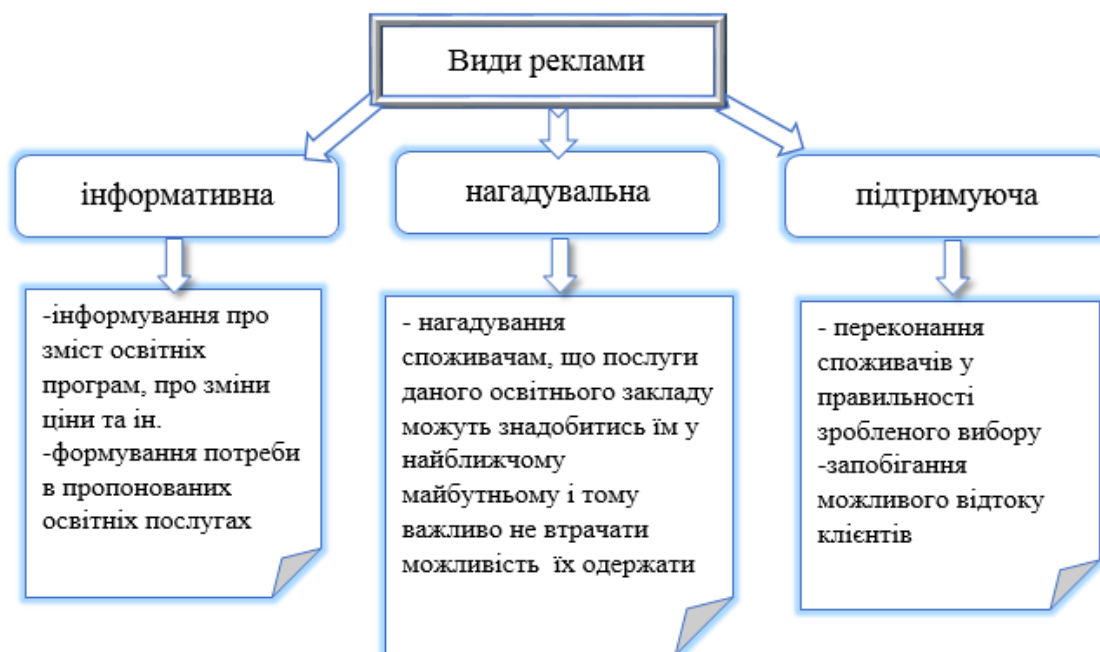 Види реклами
інформативна
нагадувальна
підтримуюча
-інформування про
зміст освітніх
програм, про зміни
ціни та ін.
-формування потреби
в пропонованих
освітніх послугах
- нагадування
споживачам, що послуги
даного освітнього закладу
можуть знадобитись їм у
найближчому
майбутньому і тому
важливо не втрачати
можливість їх одержати
- переконання
споживачів у
правильності
зробленого вибору
-запобігання
можливого відтоку
клієнтів